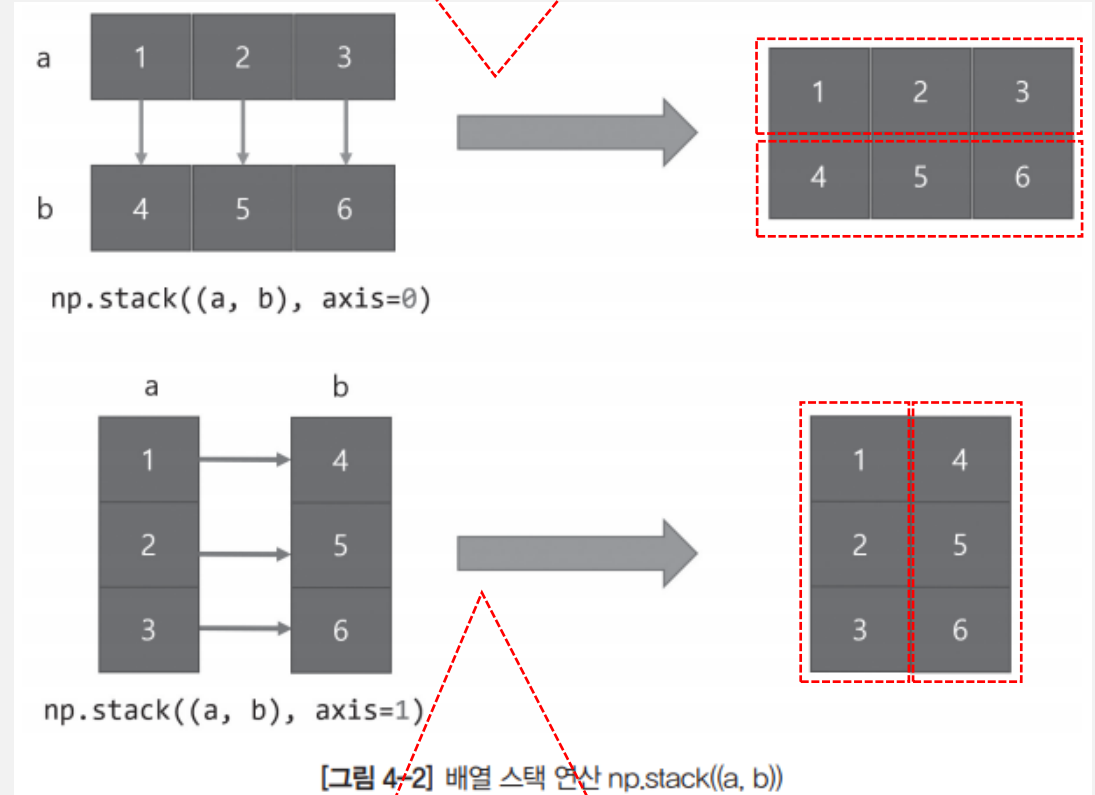 a 1 2 3
1 2 3
4 5 6
b 4 5 6
np.stack((a, b), axis=0)
a b
1 4
2 5
3 6
1 4
2 5
3 6
np.stack((a, b), axis=1)
[그림 4-2] 배열 스택 연산 np.stack((a, b))